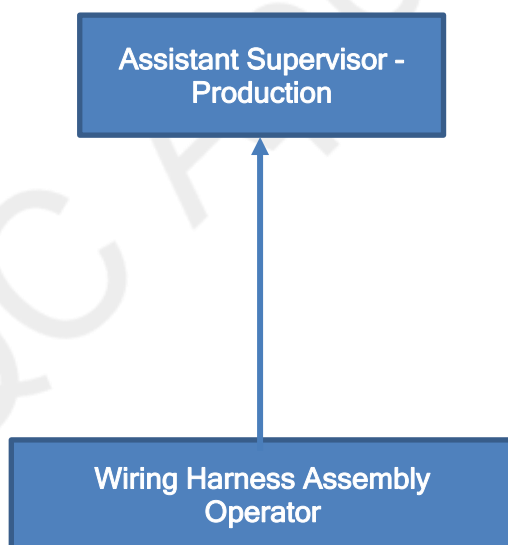 Assistant Supervisor -
Production
Wiring Harness Assembly
Operator